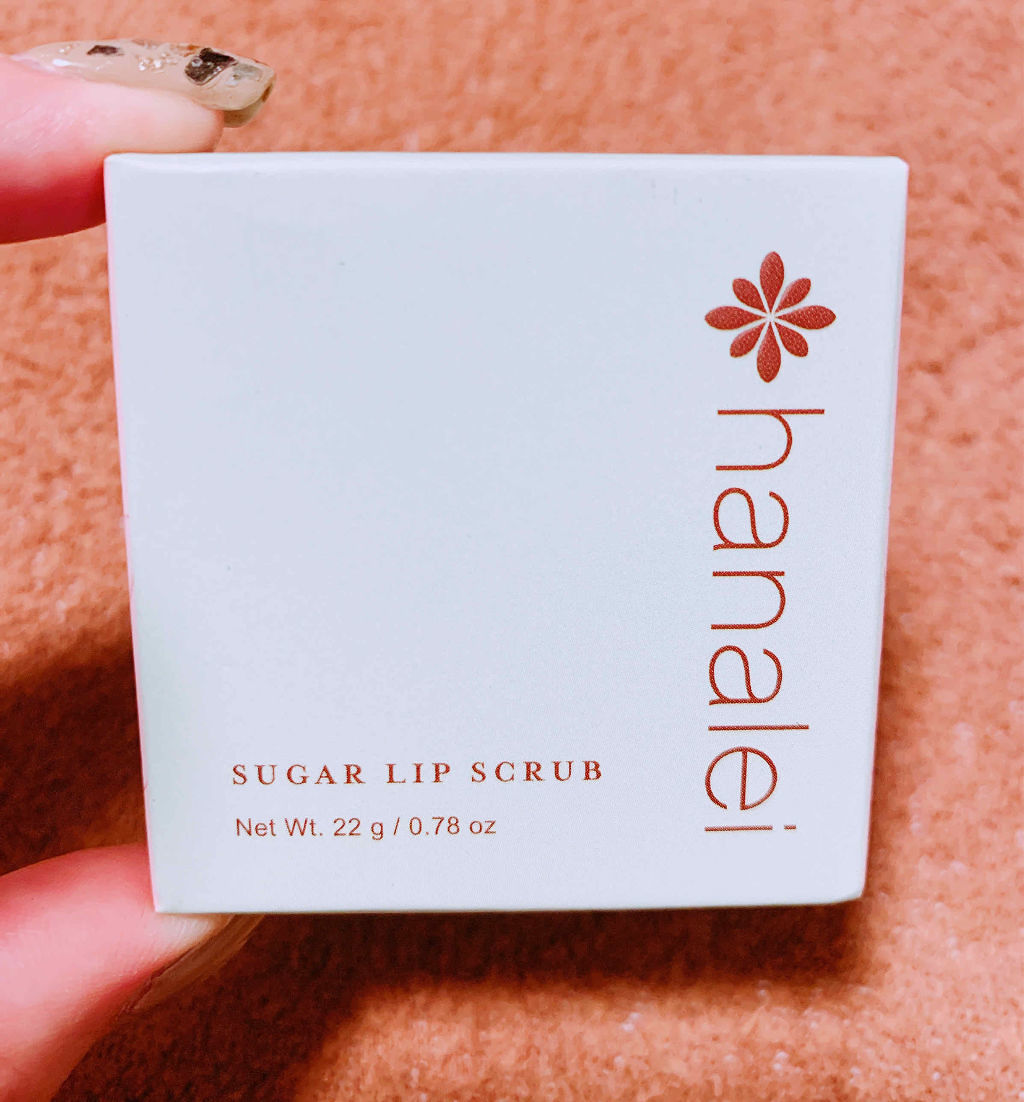 hanalei
SUGAR LIP SCRUB
Net Wt. 22 g / 0.78 oz